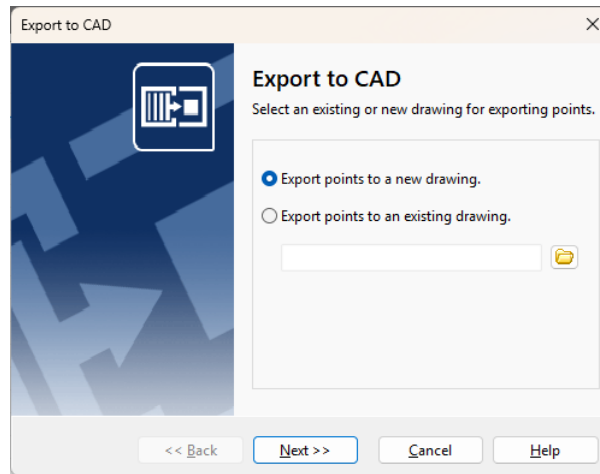 Export to CAD
Export to CAD
Select an existing or new drawing for exporting points.
Export points to a new drawing.
Export points to an existing drawing.
<< Back Next >> Cancel Help